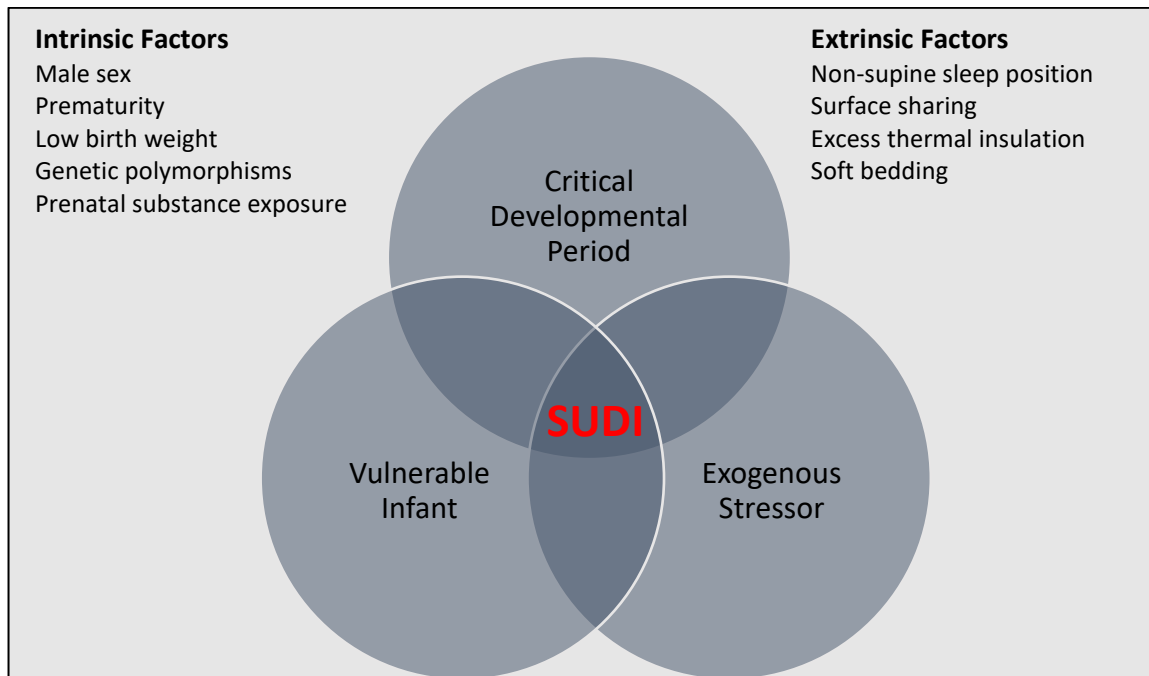 Intrinsic Factors
Male sex
Prematurity
Low birth weight
Genetic polymorphisms
Prenatal substance exposure
Extrinsic Factors
Non-supine sleep position
Surface sharing
Excess thermal insulation
Soft bedding
Critical
Developmental
Period
SUDI
Vulnerable
Infant
Exogenous
Stressor